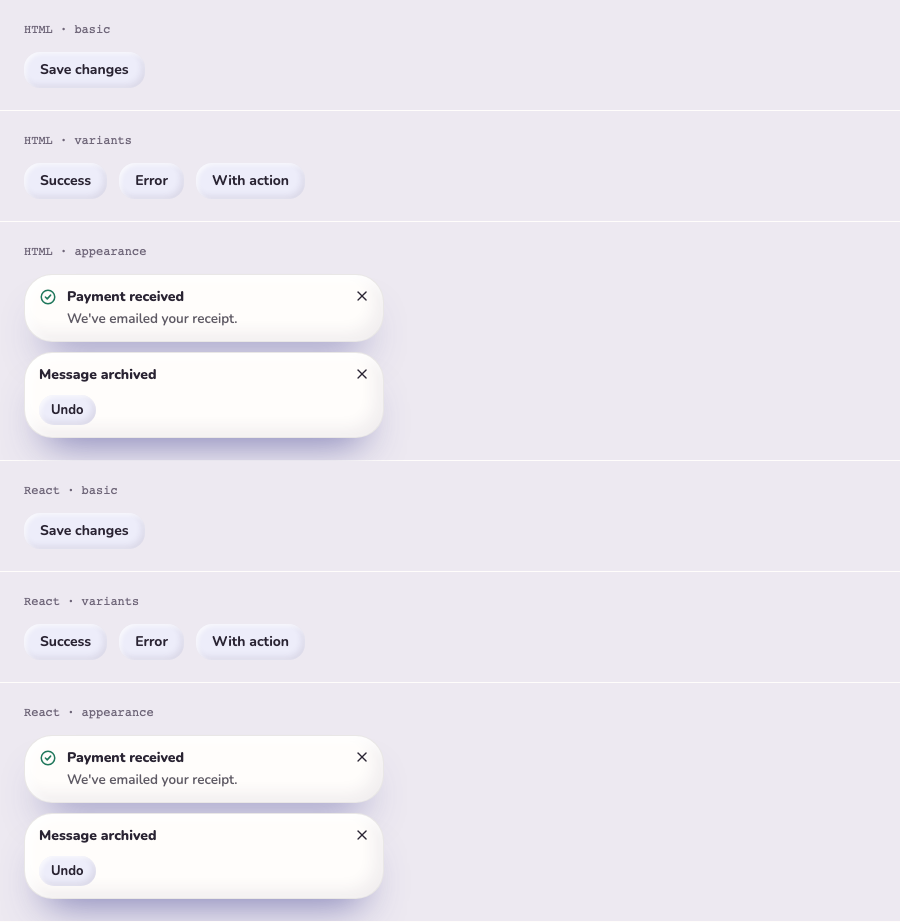 HTML · basic
Save changes
HTML · variants
Success Error With action
HTML · appearance
Payment received
We've emailed your receipt.
Message archived
Undo
React · basic
Save changes
React · variants
Success Error With action
React · appearance
Payment received
We've emailed your receipt.
Message archived
Undo